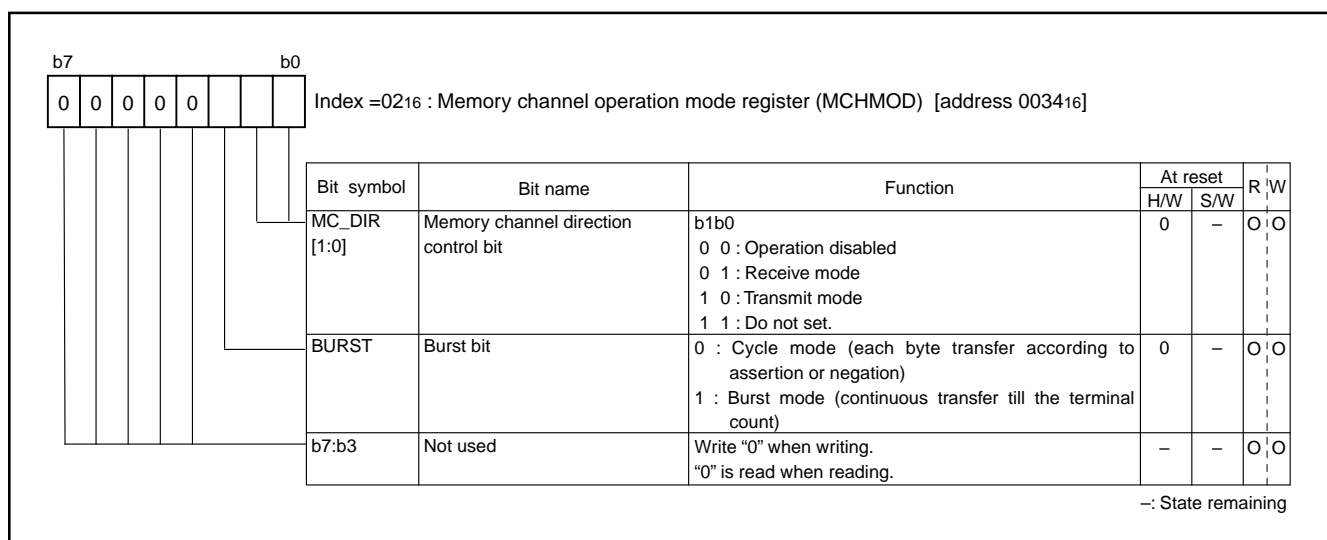 b7 b0
0 0 0 0 0 Index =0216 : Memory channel operation mode register (MCHMOD) [address 003416]
Bit symbol Bit name Function At reset R W
H/W S/W
MC_DIR Memory channel direction b1b0 0 – O O
[1:0] control bit 0 0 : Operation disabled
0 1 : Receive mode
1 0 : Transmit mode
1 1 : Do not set.
BURST Burst bit 0 : Cycle mode (each byte transfer according to 0 – O O
assertion or negation)
1 : Burst mode (continuous transfer till the terminal
count)
b7:b3 Not used Write “0” when writing. – – O O
“0” is read when reading.
–: State remaining